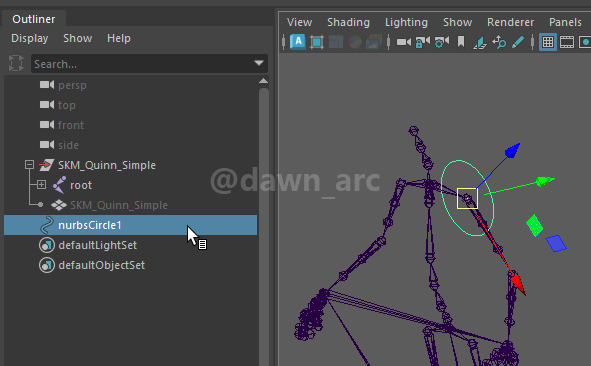 Outliner
Display Show Help
Search...
persp
top
front
side
SKM_Quinn_Simple
root
SKM_Quinn_Simple
nurbsCircle1
defaultLightSet
defaultObjectSet
View Shading Lighting Show Renderer Panels
A
@dawn_arc